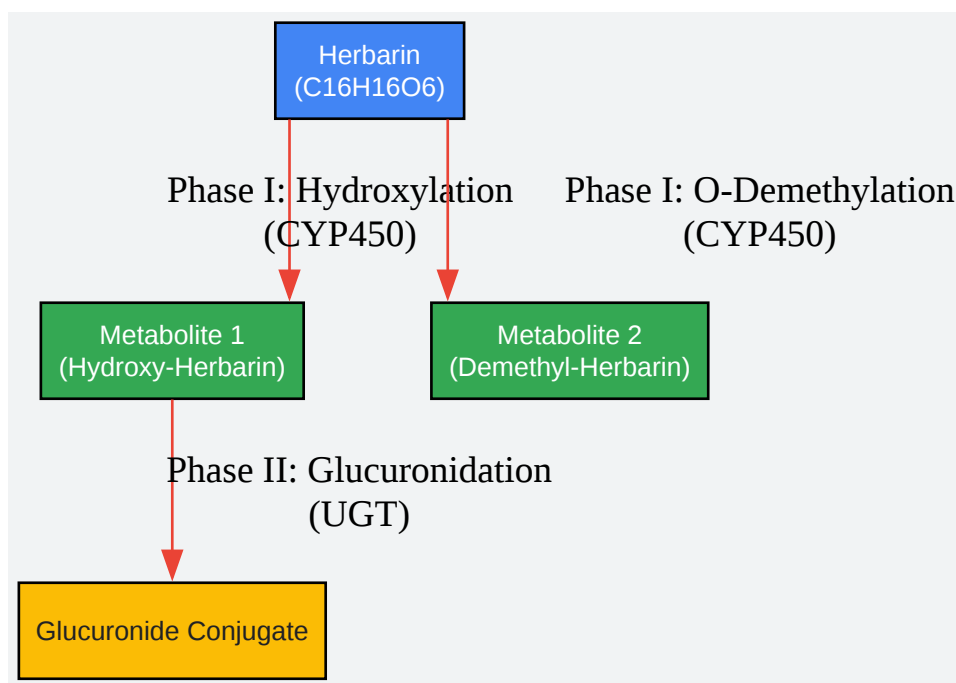 Herbarin
(C16H16O6)
Phase I: Hydroxylation
(CYP450)
Phase I: O-Demethylation
(CYP450)
Metabolite 1
(Hydroxy-Herbarin)
Metabolite 2
(Demethyl-Herbarin)
Phase II: Glucuronidation
(UGT)
Glucuronide Conjugate